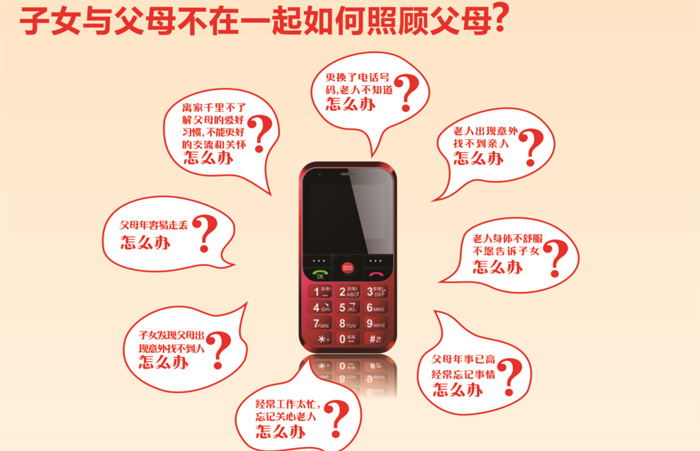 子女与父母不在一起如何照顾父母?
更换了电话号
码,老人不知道
怎么办
?
离家千里不了
解父母的爱好
习惯,不能更好
的交流和关怀
怎么办
?
老人出现意外
找不到亲人
怎么办
?
父母年容易走丢
怎么办
?
老人身体不舒服
不愿告诉子女
怎么办
?
子女发现父母出
现意外找不到人
怎么办
?
父母年事已高
经常忘记事情
怎么办
?
经常工作太忙,
忘记关心老人
怎么办
?
SOS
OK
1 2 ABC 3 DEF
4 GHI 5 JKL 6 MNO
7 PQRS 8 TUV 9 WXYZ
* 0 #